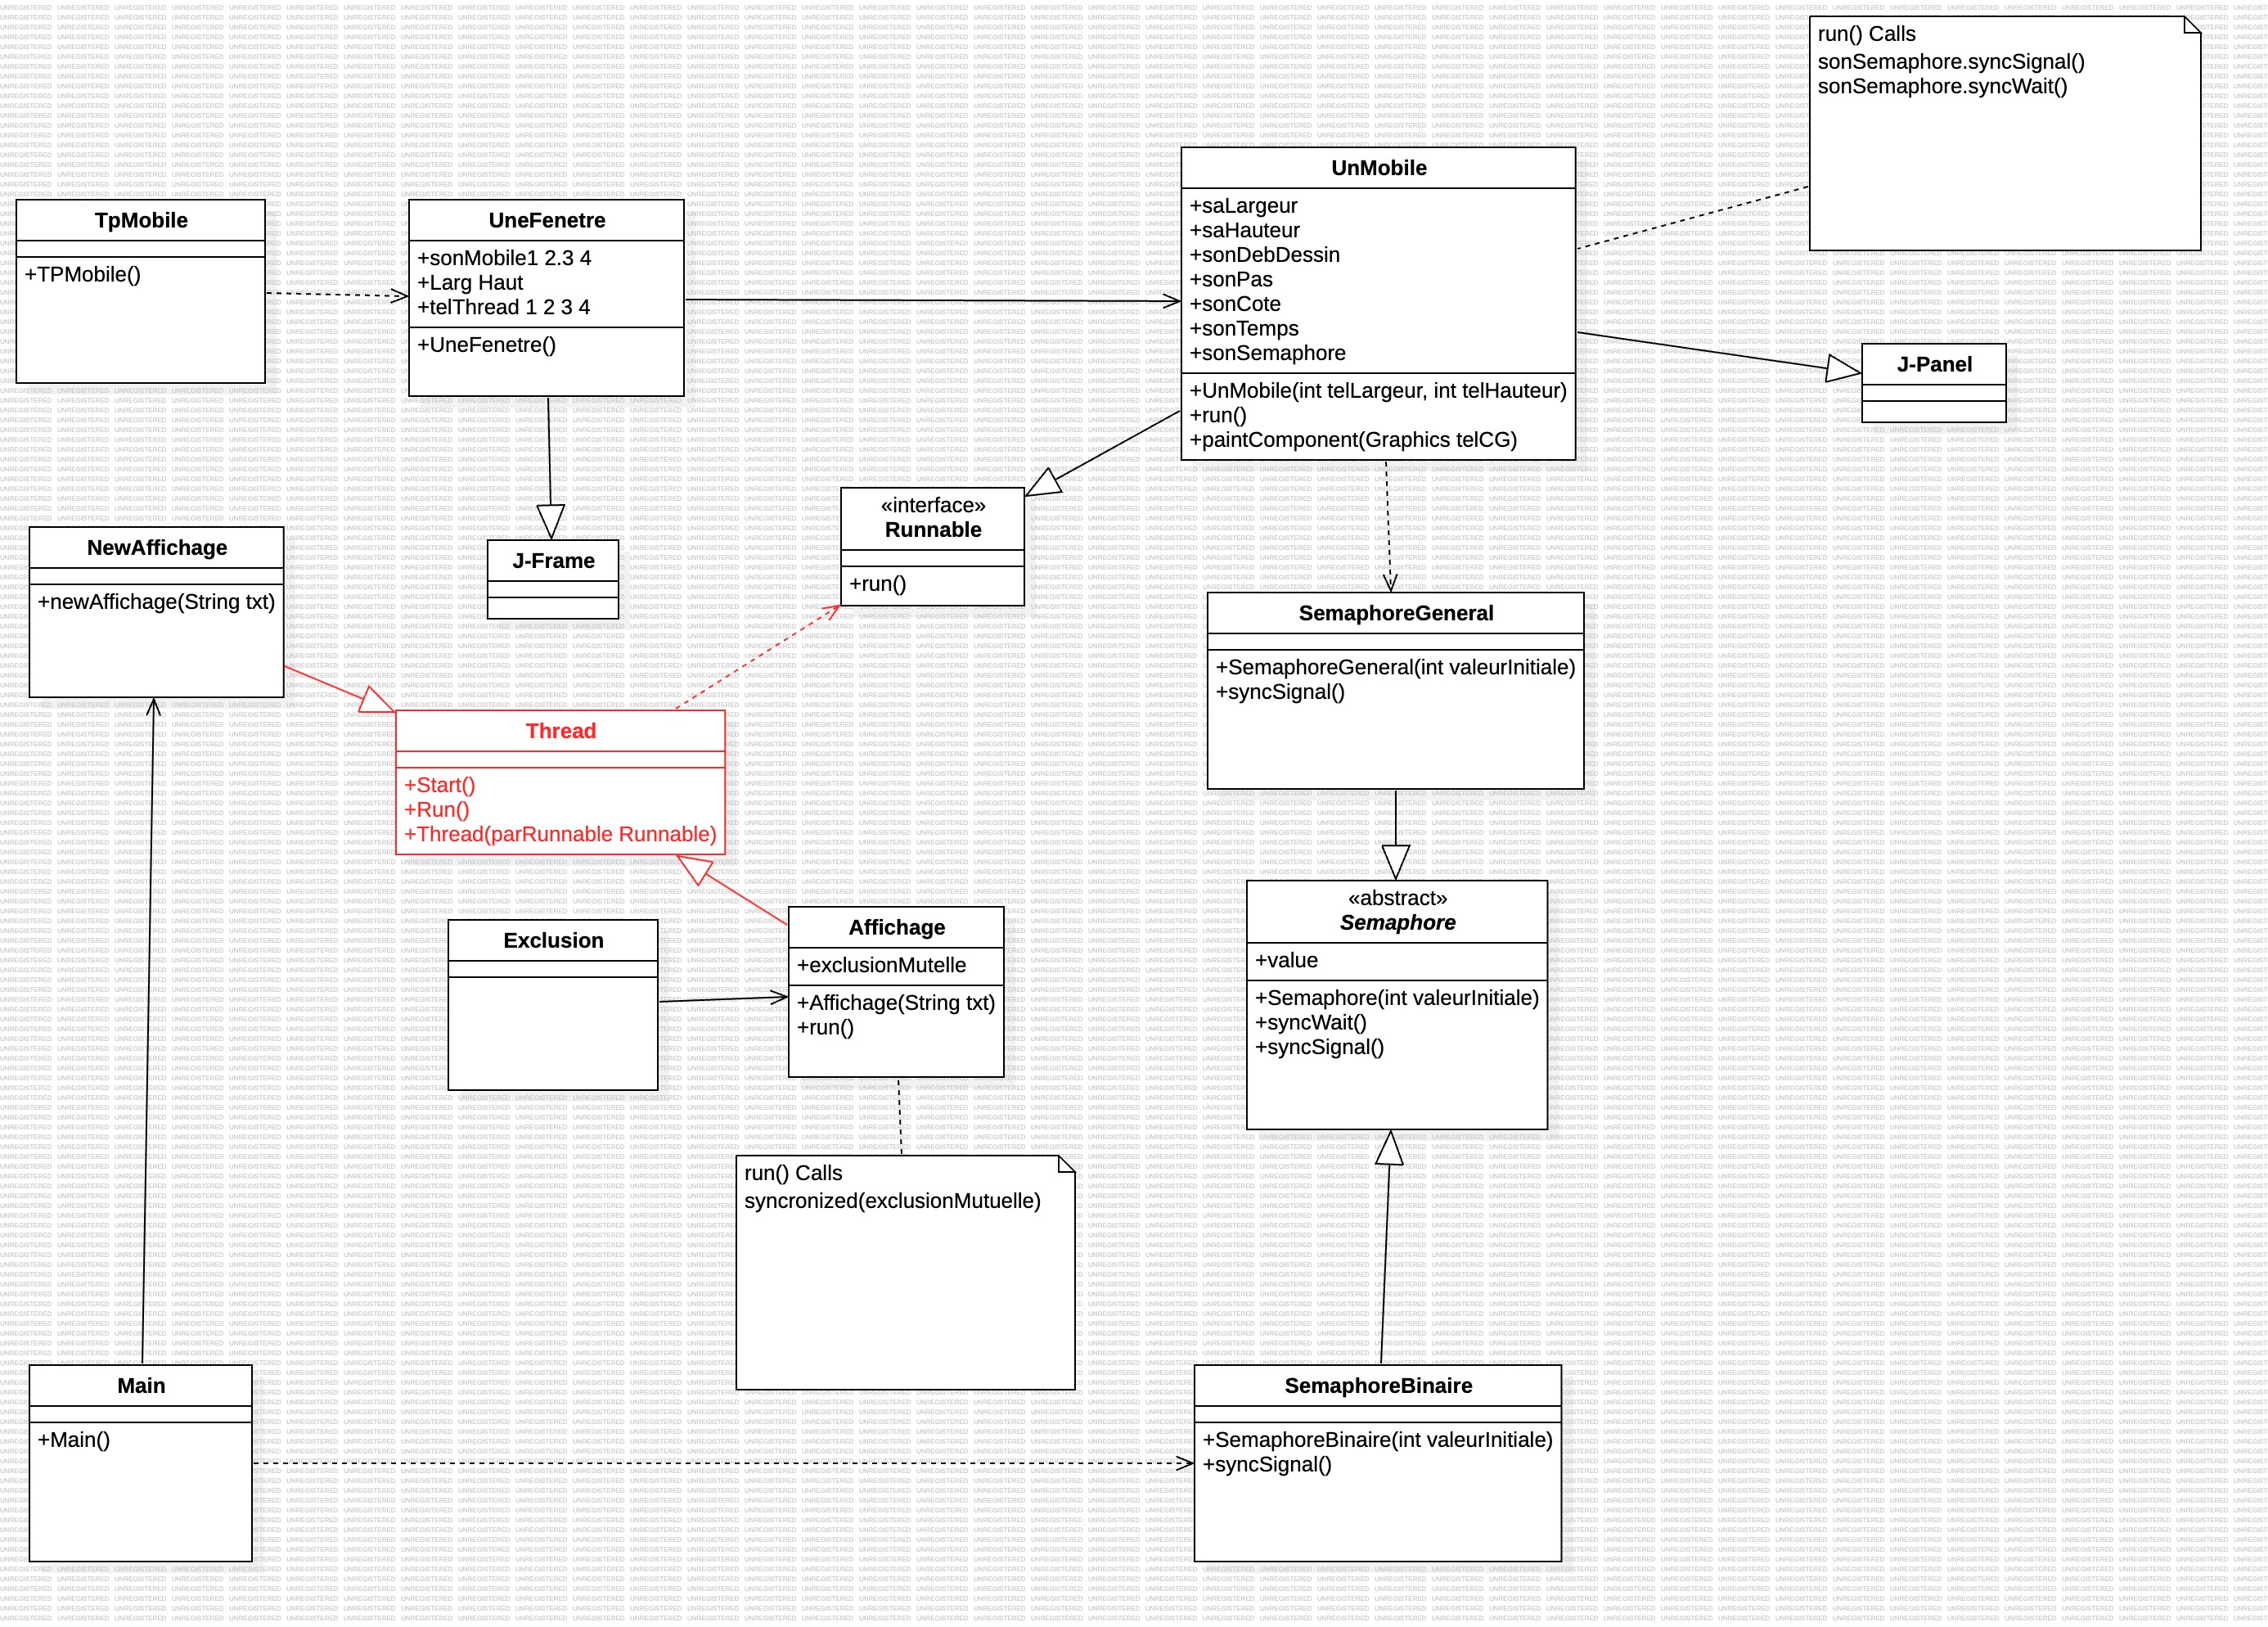 run() Calls
sonSemaphore.syncSignal()
sonSemaphore.syncWait()
UnMobile
+saLargeur
+saHauteur
+sonDebDessin
+sonPas
+sonCote
+sonTemps
+sonSemaphore
+UnMobile(int telLargeur, int telHauteur)
+run()
+paintComponent(Graphics telCG)
TpMobile
+TPMobile()
UneFenetre
+sonMobile1 2.3 4
+Larg Haut
+telThread 1 2 3 4
+UneFenetre()
J-Panel
«interface»
Runnable
+run()
NewAffichage
+newAffichage(String txt)
J-Frame
SemaphoreGeneral
+SemaphoreGeneral(int valeurInitiale)
+syncSignal()
Thread
+Start()
+Run()
+Thread(parRunnable Runnable)
«abstract»
Semaphore
+value
+Semaphore(int valeurInitiale)
+syncWait()
+syncSignal()
Exclusion
Affichage
+exclusionMutelle
+Affichage(String txt)
+run()
run() Calls
syncronized(exclusionMutuelle)
Main
+Main()
SemaphoreBinaire
+SemaphoreBinaire(int valeurInitiale)
+syncSignal()
UNREGISTERED